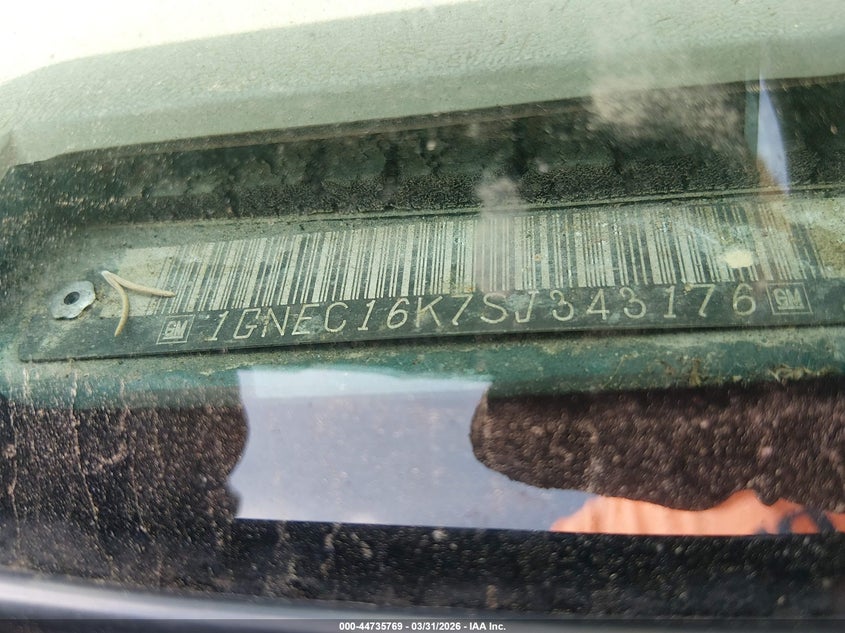 GM 1GNEC16K7SJ343176 GM
000-44735769 - 03/31/2026 - IAA Inc.